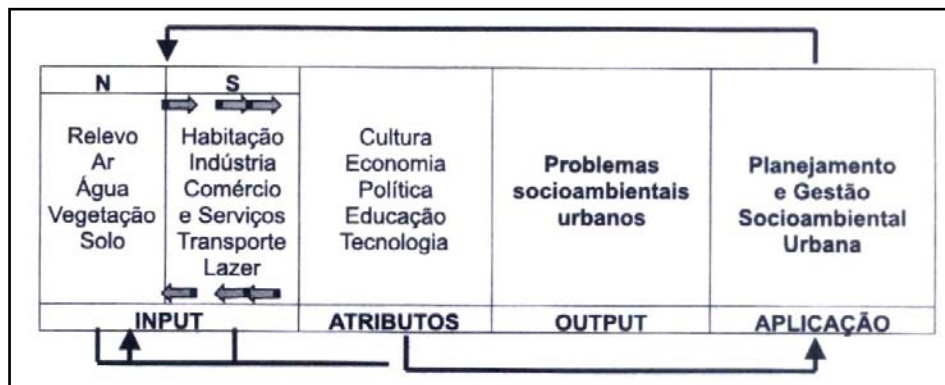 N
Relevo
Ar
Água
Vegetação
Solo
S
Habitação
Indústria
Comércio
e Serviços
Transporte
Lazer
INPUT
Cultura
Economia
Política
Educação
Tecnologia
ATRIBUTOS
Problemas
socioambientais
urbanos
OUTPUT
Planejamento
e Gestão
Socioambiental
Urbana
APLICAÇÃO